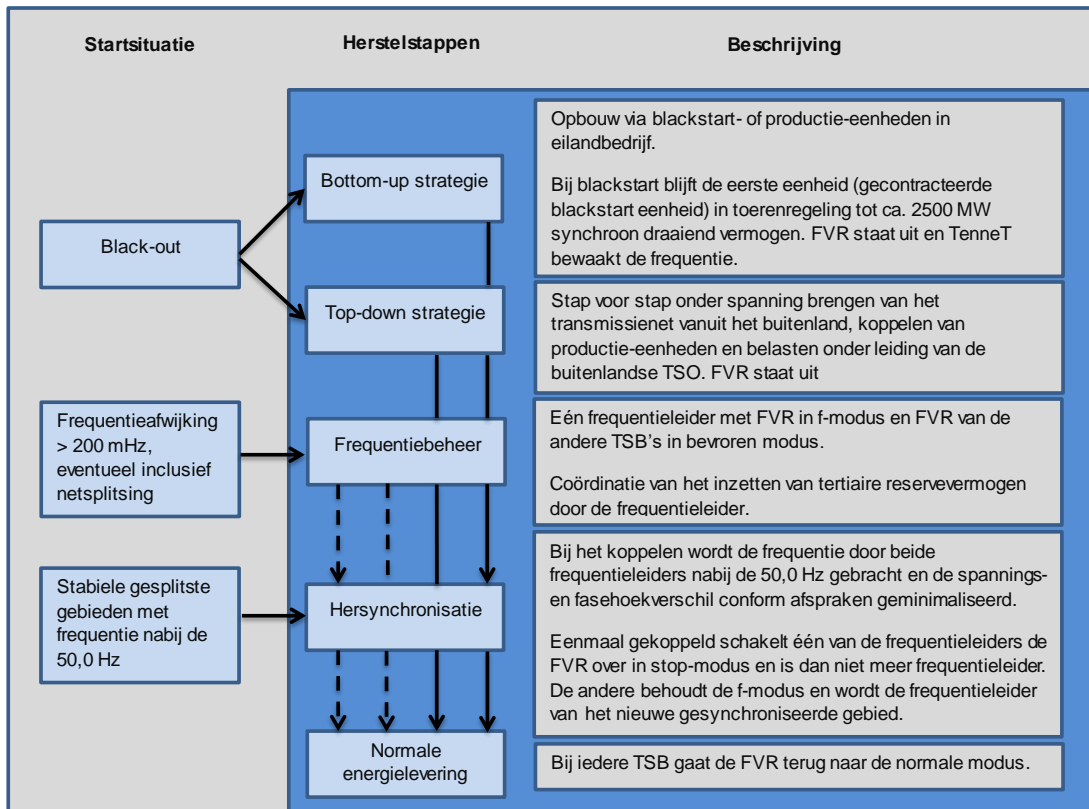 Startsituatie
Herstelstappen
Beschrijving
Black-out
Bottom-up strategie
Opbouw via blackstart- of productie-eenheden in
eilandbedrijf.
Bij blackstart blijft de eerste eenheid (gecontracteerde
blackstart eenheid) in toerenregeling tot ca. 2500 MW
synchroon draaiend vermogen. FVR staat uit en TenneT
bewaakt de frequentie.
Top-down strategie
Stap voor stap onder spanning brengen van het
transmissienet vanuit het buitenland, koppelen van
productie-eenheden en belasten onder leiding van de
buitenlandse TSO. FVR staat uit
Frequentieafwijking
> 200 mHz,
eventueel inclusief
netsplitsing
Frequentiebeheer
Eén frequentieleider met FVR in f-modus en FVR van de
andere TSB's in bevroren modus.
Coördinatie van het inzetten van tertiaire reservevermogen
door de frequentieleider.
Stabiele gesplitste
gebieden met
frequentie nabij de
50,0 Hz
Hersynchronisatie
Bij het koppelen wordt de frequentie door beide
frequentieleiders nabij de 50,0 Hz gebracht en de spannings-
en fasehoekverschil conform afspraken geminimaliseerd.
Eenmaal gekoppeld schakelt één van de frequentieleiders de
FVR over in stop-modus en is dan niet meer frequentieleider.
De andere behoudt de f-modus en wordt de frequentieleider
van het nieuwe gesynchroniseerde gebied.
Normale
energielevering
Bij iedere TSB gaat de FVR terug naar de normale modus.